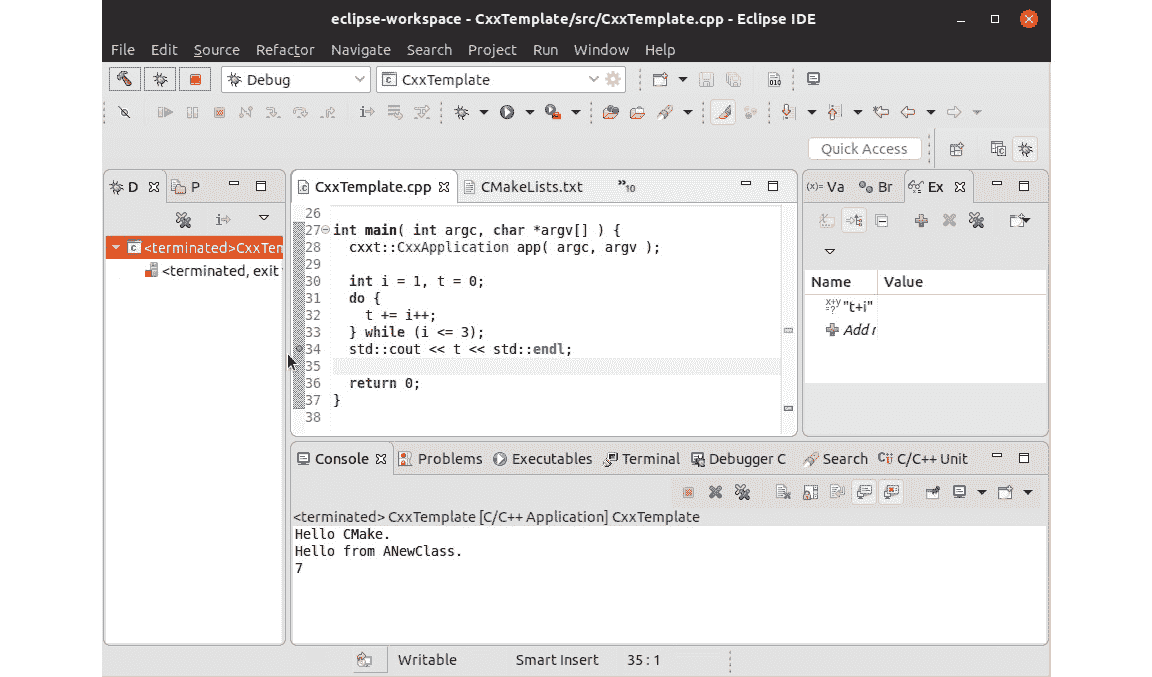 eclipse-workspace - CxxTemplate/src/CxxTemplate.cpp - Eclipse IDE
File Edit Source Refactor Navigate Search Project Run Window Help
Debug CxxTemplate
010
Quick Access
D P
CxxTemplate.cpp CMakeLists.txt »10
(x)= Va Br Ex
<terminated>CxxTem
<terminated, exit
26
27 int main( int argc, char *argv[] ) {
28 cxxt::CxxApplication app( argc, argv );
29
30 int i = 1, t = 0;
31 do {
32 t += i++;
33 } while (i <= 3);
34 std::cout << t << std::endl;
35
36 return 0;
37 }
38
Name Value
x+y=? "t+i"
Add
Console Problems Executables Terminal Debugger C Search C/C++ Unit
<terminated> CxxTemplate [C/C++ Application] CxxTemplate
Hello CMake.
Hello from ANewClass.
7
Writable Smart Insert 35 : 1